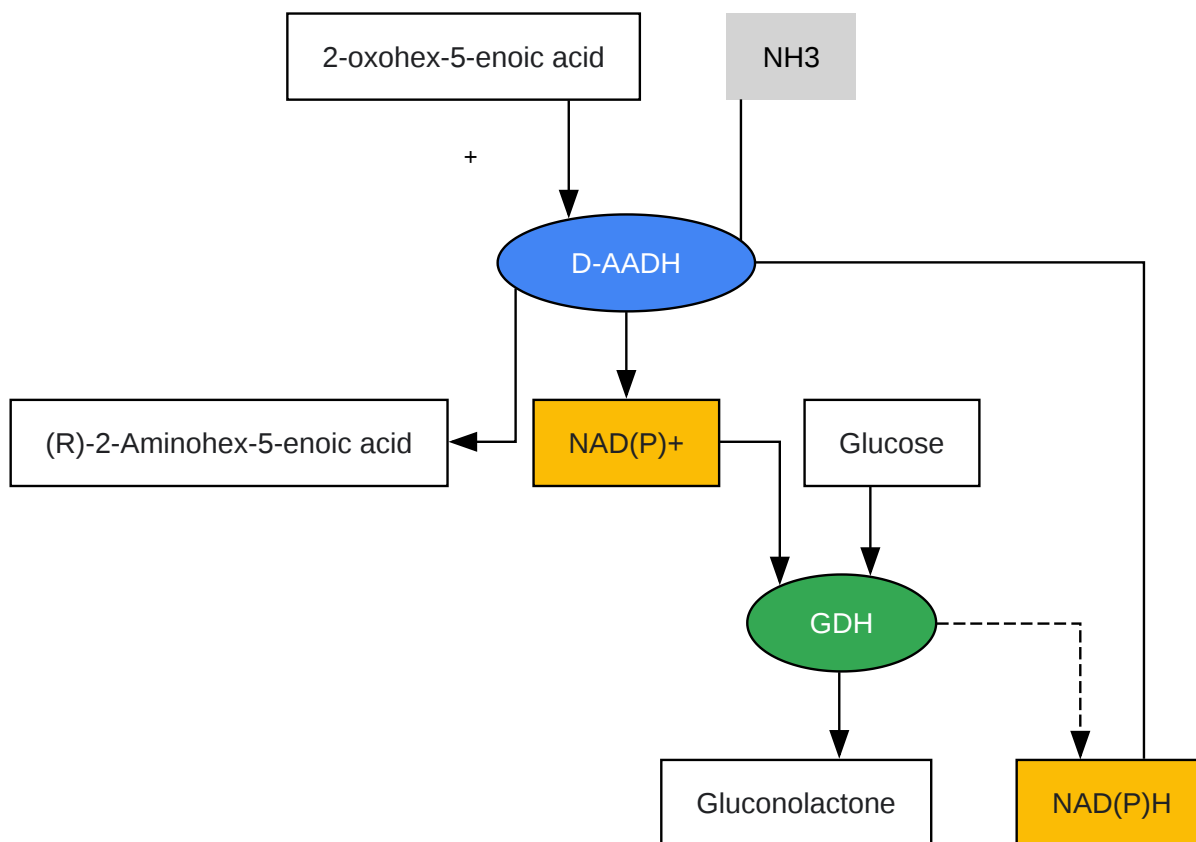 2-oxohex-5-enoic acid
NH3
+
D-AADH
(R)-2-Aminohex-5-enoic acid
NAD(P)+
Glucose
GDH
Gluconolactone
NAD(P)H